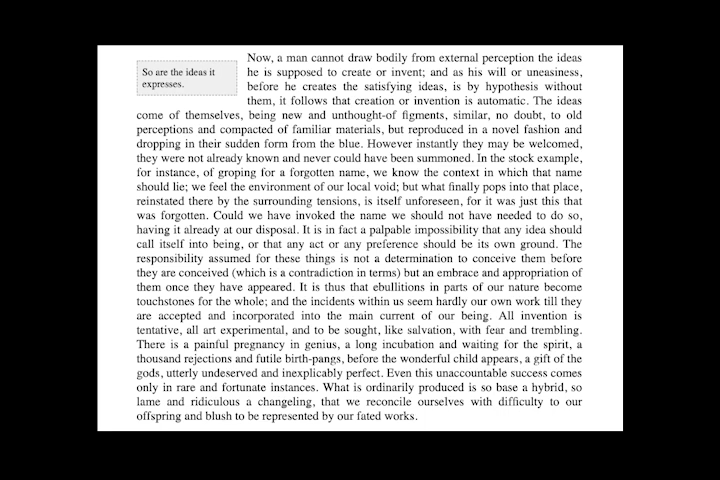 So are the ideas it
expresses.
Now, a man cannot draw bodily from external perception the ideas
he is supposed to create or invent; and as his will or uneasiness,
before he creates the satisfying ideas, is by hypothesis without
them, it follows that creation or invention is automatic. The ideas
come of themselves, being new and unthought-of figments, similar, no doubt, to old
perceptions and compacted of familiar materials, but reproduced in a novel fashion and
dropping in their sudden form from the blue. However instantly they may be welcomed,
they were not already known and never could have been summoned. In the stock example,
for instance, of groping for a forgotten name, we know the context in which that name
should lie; we feel the environment of our local void; but what finally pops into that place,
reinstated there by the surrounding tensions, is itself unforeseen, for it was just this that
was forgotten. Could we have invoked the name we should not have needed to do so,
having it already at our disposal. It is in fact a palpable impossibility that any idea should
call itself into being, or that any act or any preference should be its own ground. The
responsibility assumed for these things is not a determination to conceive them before
they are conceived (which is a contradiction in terms) but an embrace and appropriation of
them once they have appeared. It is thus that ebullitions in parts of our nature become
touchstones for the whole; and the incidents within us seem hardly our own work till they
are accepted and incorporated into the main current of our being. All invention is
tentative, all art experimental, and to be sought, like salvation, with fear and trembling.
There is a painful pregnancy in genius, a long incubation and waiting for the spirit, a
thousand rejections and futile birth-pangs, before the wonderful child appears, a gift of the
gods, utterly undeserved and inexplicably perfect. Even this unaccountable success comes
only in rare and fortunate instances. What is ordinarily produced is so base a hybrid, so
lame and ridiculous a changeling, that we reconcile ourselves with difficulty to our
offspring and blush to be represented by our fated works.